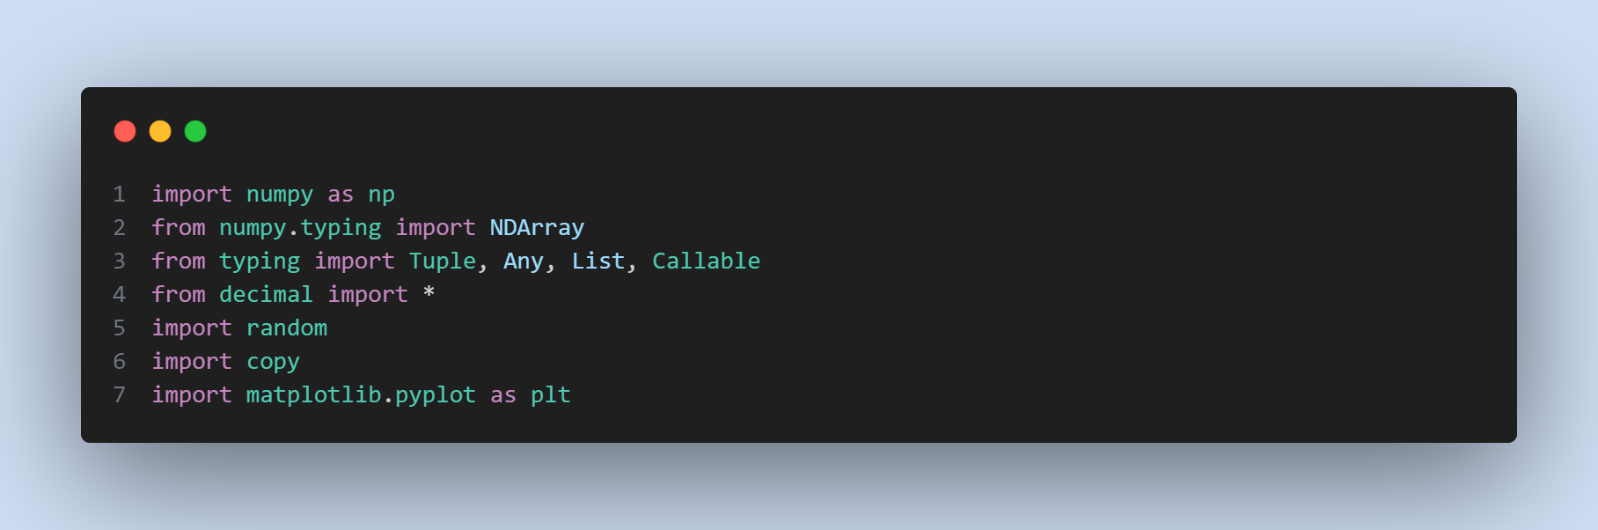 1 import numpy as np
2 from numpy.typing import NDArray
3 from typing import Tuple, Any, List, Callable
4 from decimal import *
5 import random
6 import copy
7 import matplotlib.pyplot as plt